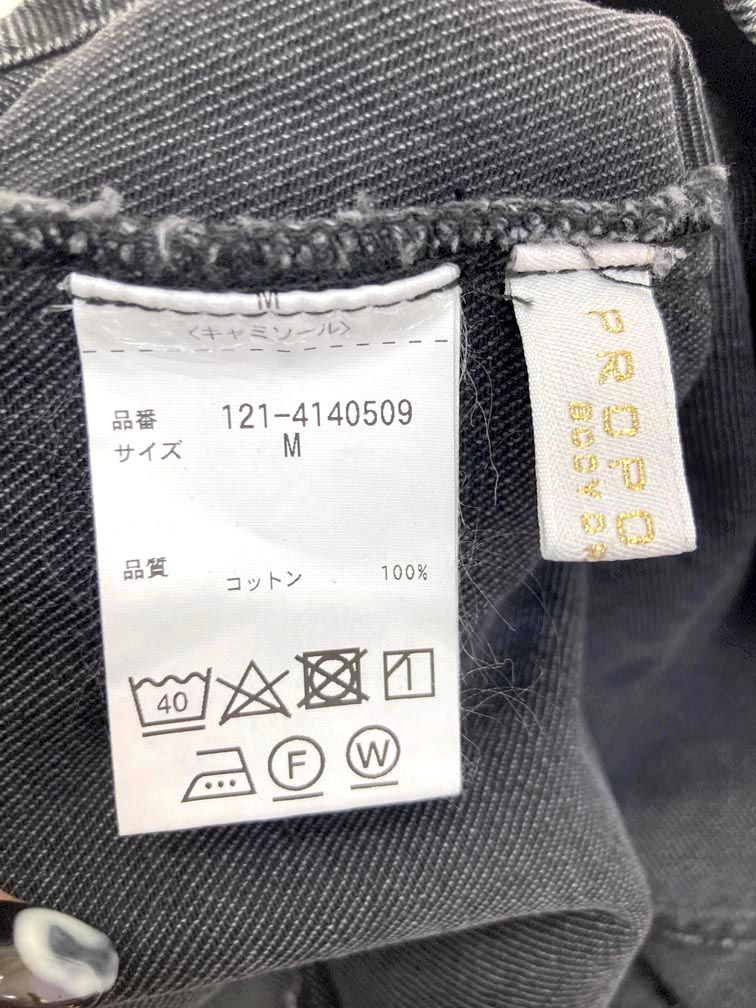 M
<キャミソール>
品番 121-4140509
サイズ M
品質 コットン 100%
40
F
W
PROPO